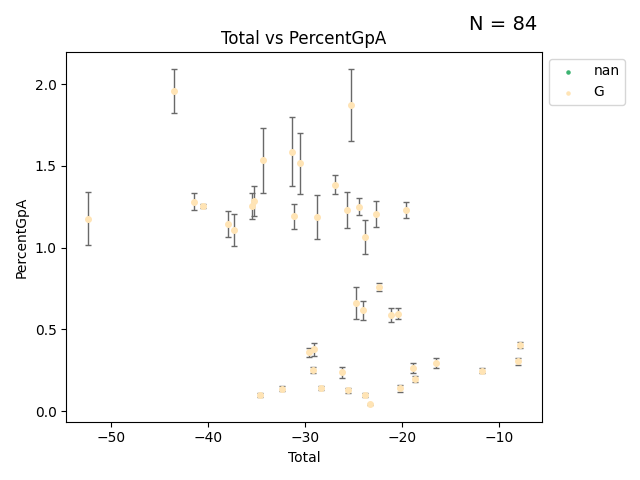 N = 84
Total vs PercentGpA
nan
G
PercentGpA
2.0
1.5
1.0
0.5
0.0
−50
−40
−30
−20
−10
Total